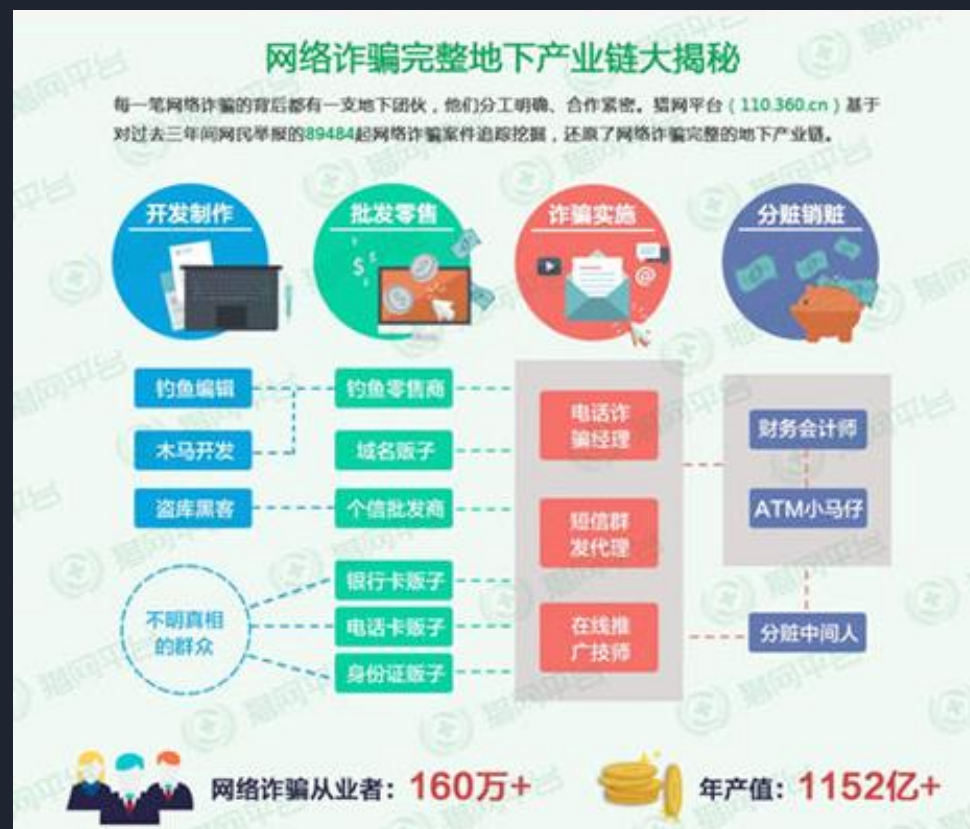 网络诈骗完整地下产业链大揭秘
每一笔网络诈骗的背后都有一支地下团伙，他们分工明确、合作紧密。猎网平台（110.360.cn）基于
对过去三年间网民举报的89484起网络诈骗案件追踪挖掘，还原了网络诈骗完整的地下产业链。
开发制作
批发零售
诈骗实施
分赃销赃
钓鱼编辑
木马开发
盗库黑客
不明真相
的群众
钓鱼零售商
域名贩子
个信批发商
银行卡贩子
电话卡贩子
身份证贩子
电话诈
骗经理
短信群
发代理
在线推
广技师
财务会计师
ATM小马仔
分赃中间人
网络诈骗从业者：160万+
年产值：1152亿+
猎网平台